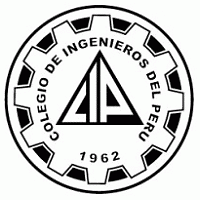 COLEGIO DE INGENIEROS DEL PERU
CIP
1962